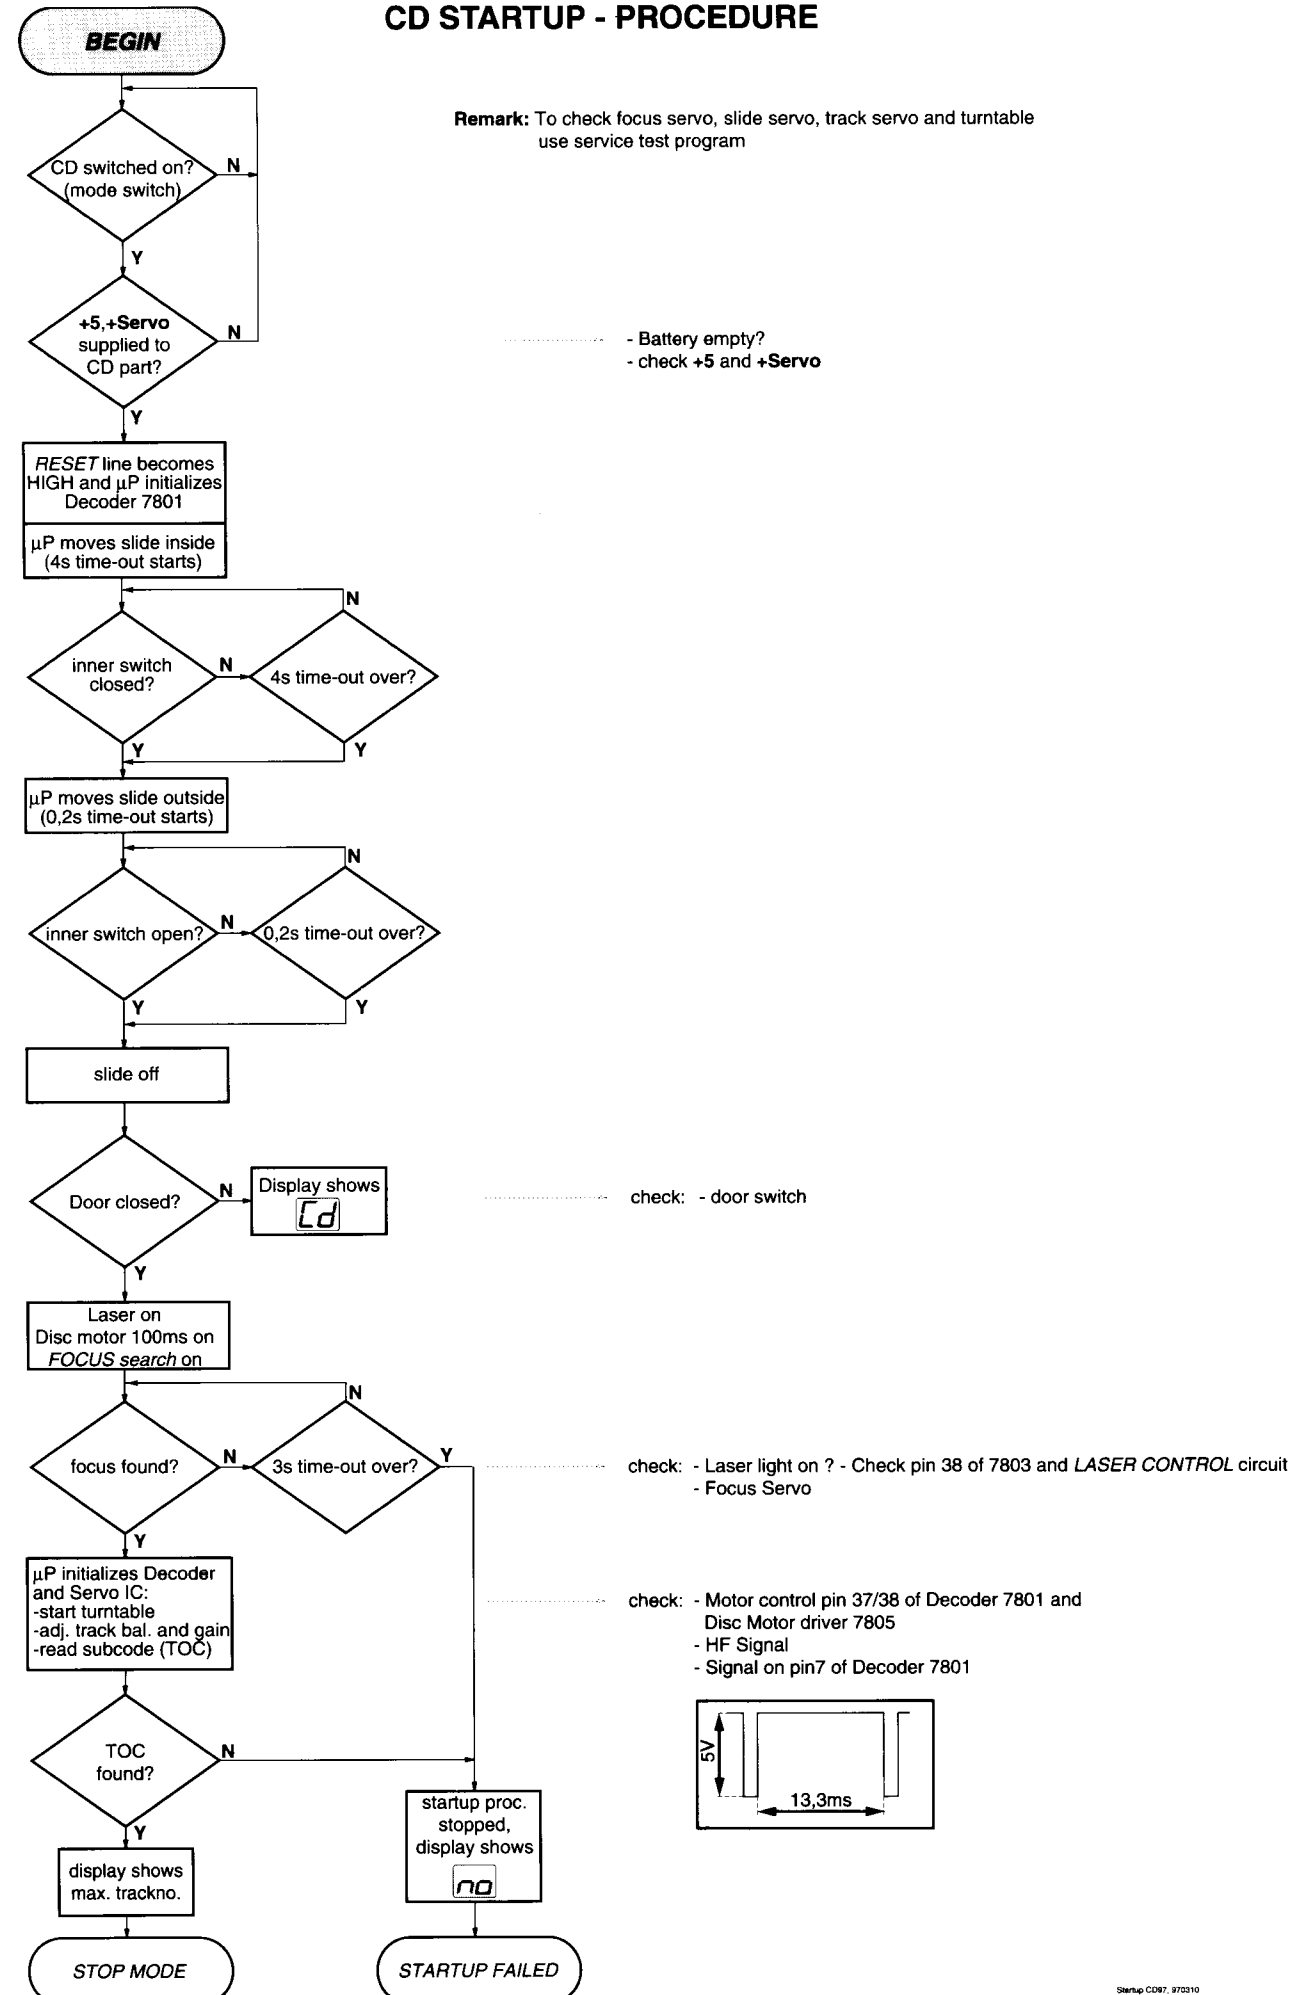 CD STARTUP - PROCEDURE
BEGIN
Remark: To check focus servo, slide servo, track servo and turntable
use service test program
CD switched on?
(mode switch)
N
Y
+5,+Servo
supplied to
CD part?
N
- Battery empty?
- check +5 and +Servo
Y
RESET line becomes
HIGH and µP initializes
Decoder 7801
µP moves slide inside
(4s time-out starts)
N
inner switch
closed?
N
4s time-out over?
Y
Y
µP moves slide outside
(0,2s time-out starts)
N
inner switch open?
N
0,2s time-out over?
Y
Y
slide off
Door closed?
N
Display shows
Cd
check: - door switch
Y
Laser on
Disc motor 100ms on
FOCUS search on
N
focus found?
N
3s time-out over?
Y
check: - Laser light on ? - Check pin 38 of 7803 and LASER CONTROL circuit
- Focus Servo
Y
µP initializes Decoder
and Servo IC:
-start turntable
-adj. track bal. and gain
-read subcode (TOC)
check: - Motor control pin 37/38 of Decoder 7801 and
Disc Motor driver 7805
- HF Signal
- Signal on pin7 of Decoder 7801
5V
13,3ms
TOC
found?
N
Y
startup proc.
stopped,
display shows
no
display shows
max. trackno.
STOP MODE
STARTUP FAILED
Startup CD97, 970310